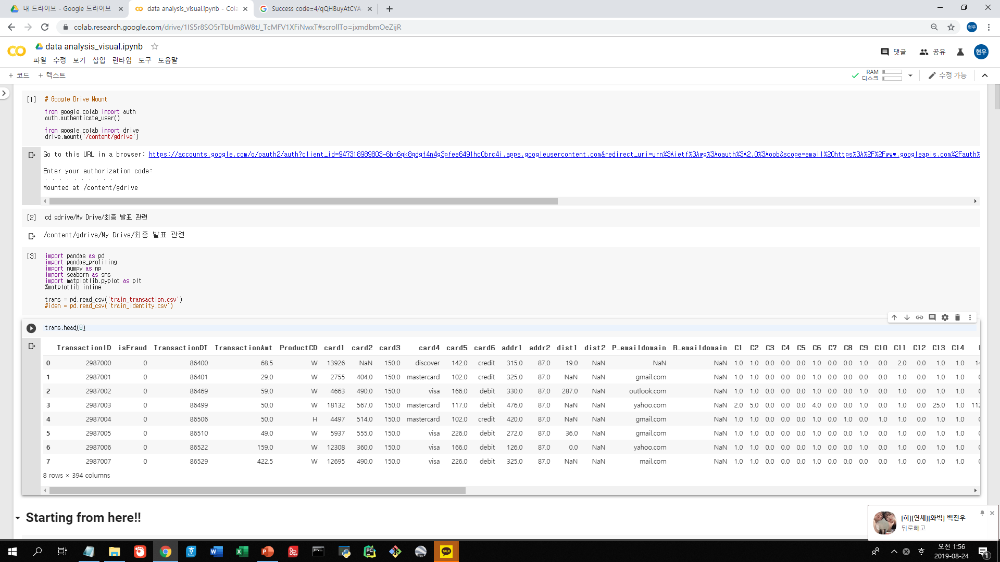 내 드라이브 - Google 드라이브
data analysis_visual.ipynb - Cola
Success code=4/qQHBuyAtCYA
colab.research.google.com/drive/1IS5r8SO5rTbUm8W8tJ_TcMFV1XFiNwxT#scrollTo=jxmdbmOeZijR
현우
CO
data analysis_visual.ipynb
파일 수정 보기 삽입 런타임 도구 도움말
댓글
공유
현우
+ 코드 + 텍스트
RAM
디스크
수정 가능
[1] # Google Drive Mount
from google.colab import auth
auth.authenticate_user()
from google.colab import drive
drive.mount('/content/gdrive')
Go to this URL in a browser: https://accounts.google.com/o/oauth2/auth?client_id=947318989803-6bn6qk8qdgf4n4g3pfee6491hc0brc4i.apps.googleusercontent.com&redirect_uri=urn%3Aietf%3Awg%3Aoauth%3A2.0%3Aoob&scope=email%20https%3A%2F%2Fwww.googleapis.com%2Fauth%
Enter your authorization code:
··········
Mounted at /content/gdrive
[2] cd gdrive/My Drive/최종 발표 관련
/content/gdrive/My Drive/최종 발표 관련
[3] import pandas as pd
import pandas_profiling
import numpy as np
import seaborn as sns
import matplotlib.pyplot as plt
%matplotlib inline
trans = pd.read_csv('train_transaction.csv')
#iden = pd.read_csv('train_identity.csv')
trans.head(8)
TransactionID isFraud TransactionDT TransactionAmt ProductCD card1 card2 card3 card4 card5 card6 addr1 addr2 dist1 dist2 P_emaildomain R_emaildomain C1 C2 C3 C4 C5 C6 C7 C8 C9 C10 C11 C12 C13 C14
0 2987000 0 86400 68.5 W 13926 NaN 150.0 discover 142.0 credit 315.0 87.0 19.0 NaN NaN NaN 1.0 1.0 0.0 0.0 0.0 1.0 0.0 0.0 1.0 0.0 2.0 0.0 1.0 1.0 14
1 2987001 0 86401 29.0 W 2755 404.0 150.0 mastercard 102.0 credit 325.0 87.0 NaN NaN gmail.com NaN 1.0 1.0 0.0 0.0 0.0 1.0 0.0 0.0 0.0 0.0 1.0 0.0 1.0 1.0
2 2987002 0 86469 59.0 W 4663 490.0 150.0 visa 166.0 debit 330.0 87.0 287.0 NaN outlook.com NaN 1.0 1.0 0.0 0.0 0.0 1.0 0.0 0.0 1.0 0.0 1.0 0.0 1.0 1.0
3 2987003 0 86499 50.0 W 18132 567.0 150.0 mastercard 117.0 debit 476.0 87.0 NaN NaN yahoo.com NaN 2.0 5.0 0.0 0.0 0.0 4.0 0.0 0.0 1.0 0.0 1.0 0.0 25.0 1.0 112
4 2987004 0 86506 50.0 H 4497 514.0 150.0 mastercard 102.0 credit 420.0 87.0 NaN NaN gmail.com NaN 1.0 1.0 0.0 0.0 0.0 1.0 0.0 1.0 0.0 1.0 1.0 0.0 1.0 1.0
5 2987005 0 86510 49.0 W 5937 555.0 150.0 visa 226.0 debit 272.0 87.0 36.0 NaN gmail.com NaN 1.0 1.0 0.0 0.0 0.0 1.0 0.0 0.0 1.0 0.0 1.0 0.0 1.0 1.0
6 2987006 0 86522 159.0 W 12308 360.0 150.0 visa 166.0 debit 126.0 87.0 0.0 NaN yahoo.com NaN 1.0 1.0 0.0 0.0 0.0 1.0 0.0 0.0 1.0 0.0 1.0 0.0 1.0 1.0
7 2987007 0 86529 422.5 W 12695 490.0 150.0 visa 226.0 debit 325.0 87.0 NaN NaN mail.com NaN 1.0 1.0 0.0 0.0 0.0 1.0 0.0 0.0 0.0 0.0 1.0 0.0 1.0 1.0
8 rows × 394 columns
Starting from here!!
[히][연세][와빅] 백진우
뒤로빼고
TALK
오전 1:56
2019-08-24
1